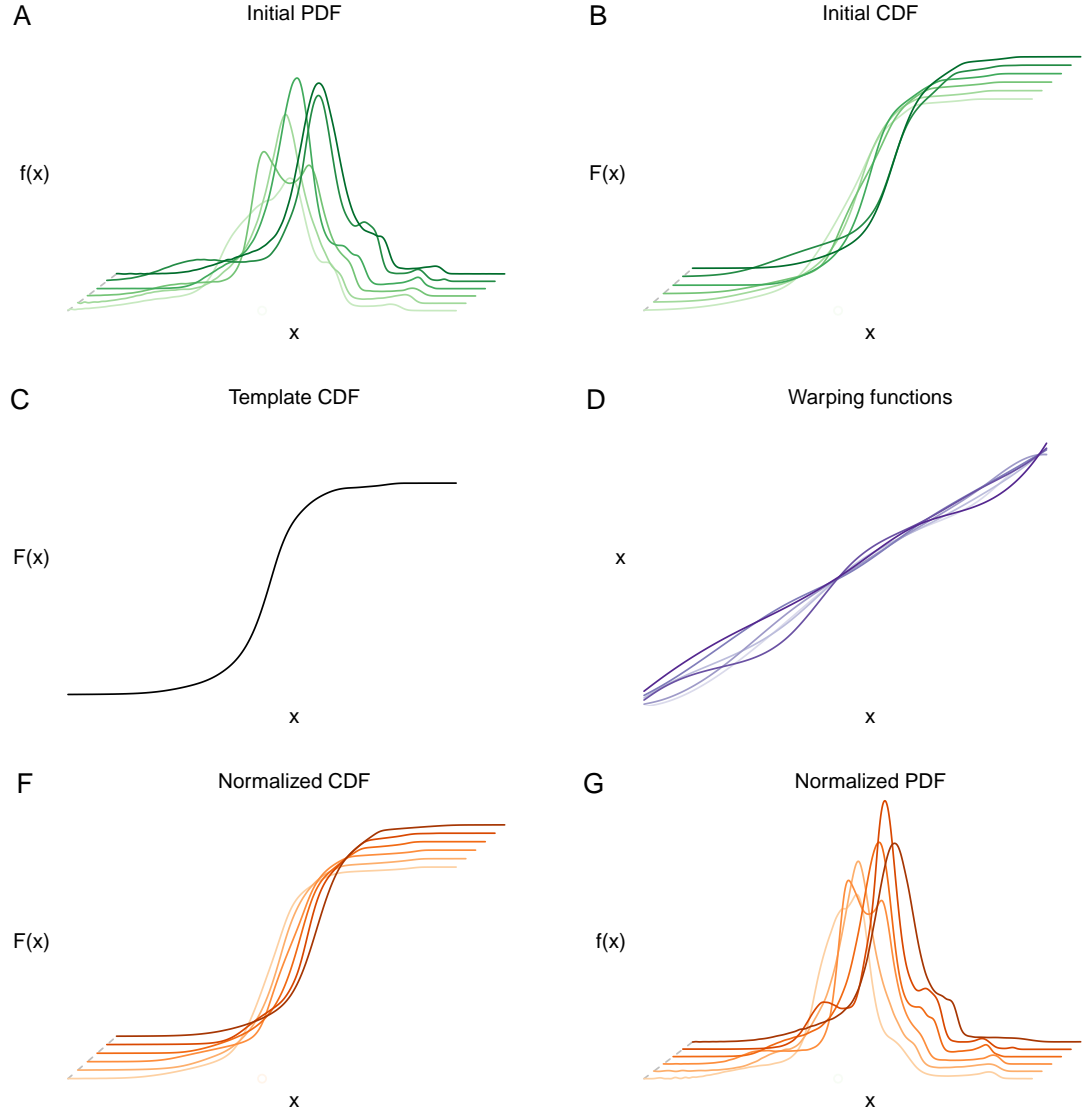 A
Initial PDF
f(x)
x
B
Initial CDF
F(x)
x
C
Template CDF
F(x)
x
D
Warping functions
x
x
F
Normalized CDF
F(x)
x
G
Normalized PDF
f(x)
x